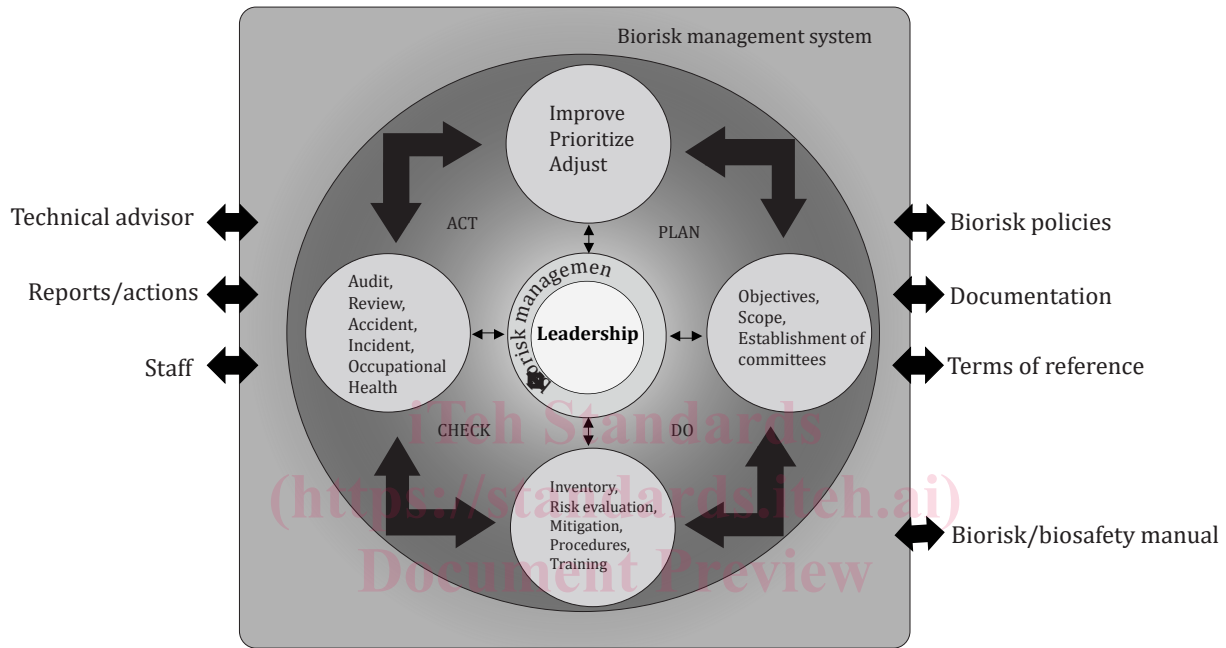 Biorisk management system
Improve
Prioritize
Adjust
ACT
PLAN
Technical advisor
Reports/actions
Staff
Audit,
Review,
Accident,
Incident,
Occupational
Health
management
Leadership
Objectives,
Scope,
Establishment of
committees
Biorisk policies
Documentation
Terms of reference
CHECK
DO
Inventory,
Risk evaluation,
Mitigation,
Procedures,
Training
Biorisk/biosafety manual
iTeh Standards
(https://standards.iteh.ai)
Document Preview